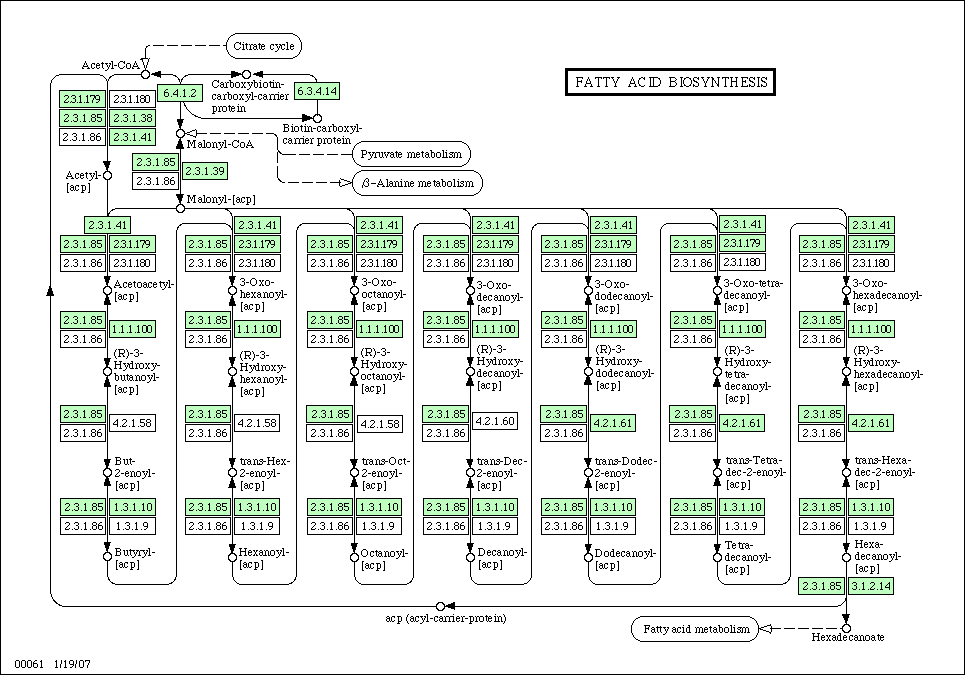 Citrate cycle
Acetyl-CoA
FATTY ACID BIOSYNTHESIS
2.3.1.179
2.3.1.180
2.3.1.85
2.3.1.38
2.3.1.86
2.3.1.41
6.4.1.2
Carboxybiotin-
carboxyl-carrier
protein
6.3.4.14
Biotin-carboxyl-
carrier protein
Malonyl-CoA
Pyruvate metabolism
β-Alanine metabolism
2.3.1.85
2.3.1.86
2.3.1.39
Acetyl-
[acp]
Malonyl-[acp]
2.3.1.41
2.3.1.85
2.3.1.179
2.3.1.86
2.3.1.180
Acetoacetyl-
[acp]
2.3.1.85
2.3.1.86
1.1.1.100
(R)-3-
Hydroxy-
butanoyl-
[acp]
2.3.1.85
2.3.1.86
4.2.1.58
But-
2-enoyl-
[acp]
2.3.1.85
1.3.1.10
2.3.1.86
1.3.1.9
Butyryl-
[acp]
2.3.1.41
2.3.1.85
2.3.1.179
2.3.1.86
2.3.1.180
3-Oxo-
hexanoyl-
[acp]
2.3.1.85
2.3.1.86
1.1.1.100
(R)-3-
Hydroxy-
hexanoyl-
[acp]
2.3.1.85
2.3.1.86
4.2.1.58
trans-Hex-
2-enoyl-
[acp]
2.3.1.85
1.3.1.10
2.3.1.86
1.3.1.9
Hexanoyl-
[acp]
2.3.1.41
2.3.1.85
2.3.1.179
2.3.1.86
2.3.1.180
3-Oxo-
octanoyl-
[acp]
2.3.1.85
2.3.1.86
1.1.1.100
(R)-3-
Hydroxy-
octanoyl-
[acp]
2.3.1.85
2.3.1.86
4.2.1.58
trans-Oct-
2-enoyl-
[acp]
2.3.1.85
1.3.1.10
2.3.1.86
1.3.1.9
Octanoyl-
[acp]
2.3.1.41
2.3.1.85
2.3.1.179
2.3.1.86
2.3.1.180
3-Oxo-
decanoyl-
[acp]
2.3.1.85
2.3.1.86
1.1.1.100
(R)-3-
Hydroxy-
decanoyl-
[acp]
2.3.1.85
2.3.1.86
4.2.1.60
trans-Dec-
2-enoyl-
[acp]
2.3.1.85
1.3.1.10
2.3.1.86
1.3.1.9
Decanoyl-
[acp]
2.3.1.41
2.3.1.85
2.3.1.179
2.3.1.86
2.3.1.180
3-Oxo-
dodecanoyl-
[acp]
2.3.1.85
2.3.1.86
1.1.1.100
(R)-3-
Hydroxy-
dodecanoyl-
[acp]
2.3.1.85
2.3.1.86
4.2.1.61
trans-Dodec-
2-enoyl-
[acp]
2.3.1.85
1.3.1.10
2.3.1.86
1.3.1.9
Dodecanoyl-
[acp]
2.3.1.41
2.3.1.85
2.3.1.179
2.3.1.86
2.3.1.180
3-Oxo-tetra-
decanoyl-
[acp]
2.3.1.85
2.3.1.86
1.1.1.100
(R)-3-
Hydroxy-
tetra-
decanoyl-
[acp]
2.3.1.85
2.3.1.86
4.2.1.61
trans-Tetra-
dec-2-enoyl-
[acp]
2.3.1.85
1.3.1.10
2.3.1.86
1.3.1.9
Tetra-
decanoyl-
[acp]
2.3.1.41
2.3.1.85
2.3.1.179
2.3.1.86
2.3.1.180
3-Oxo-
hexadecanoyl-
[acp]
2.3.1.85
2.3.1.86
1.1.1.100
(R)-3-
Hydroxy-
hexadecanoyl-
[acp]
2.3.1.85
2.3.1.86
4.2.1.61
trans-Hexa-
dec-2-enoyl-
[acp]
2.3.1.85
1.3.1.10
2.3.1.86
1.3.1.9
Hexa-
decanoyl-
[acp]
2.3.1.85
3.1.2.14
acp (acyl-carrier-protein)
Fatty acid metabolism
Hexadecanoate
00061 1/19/07